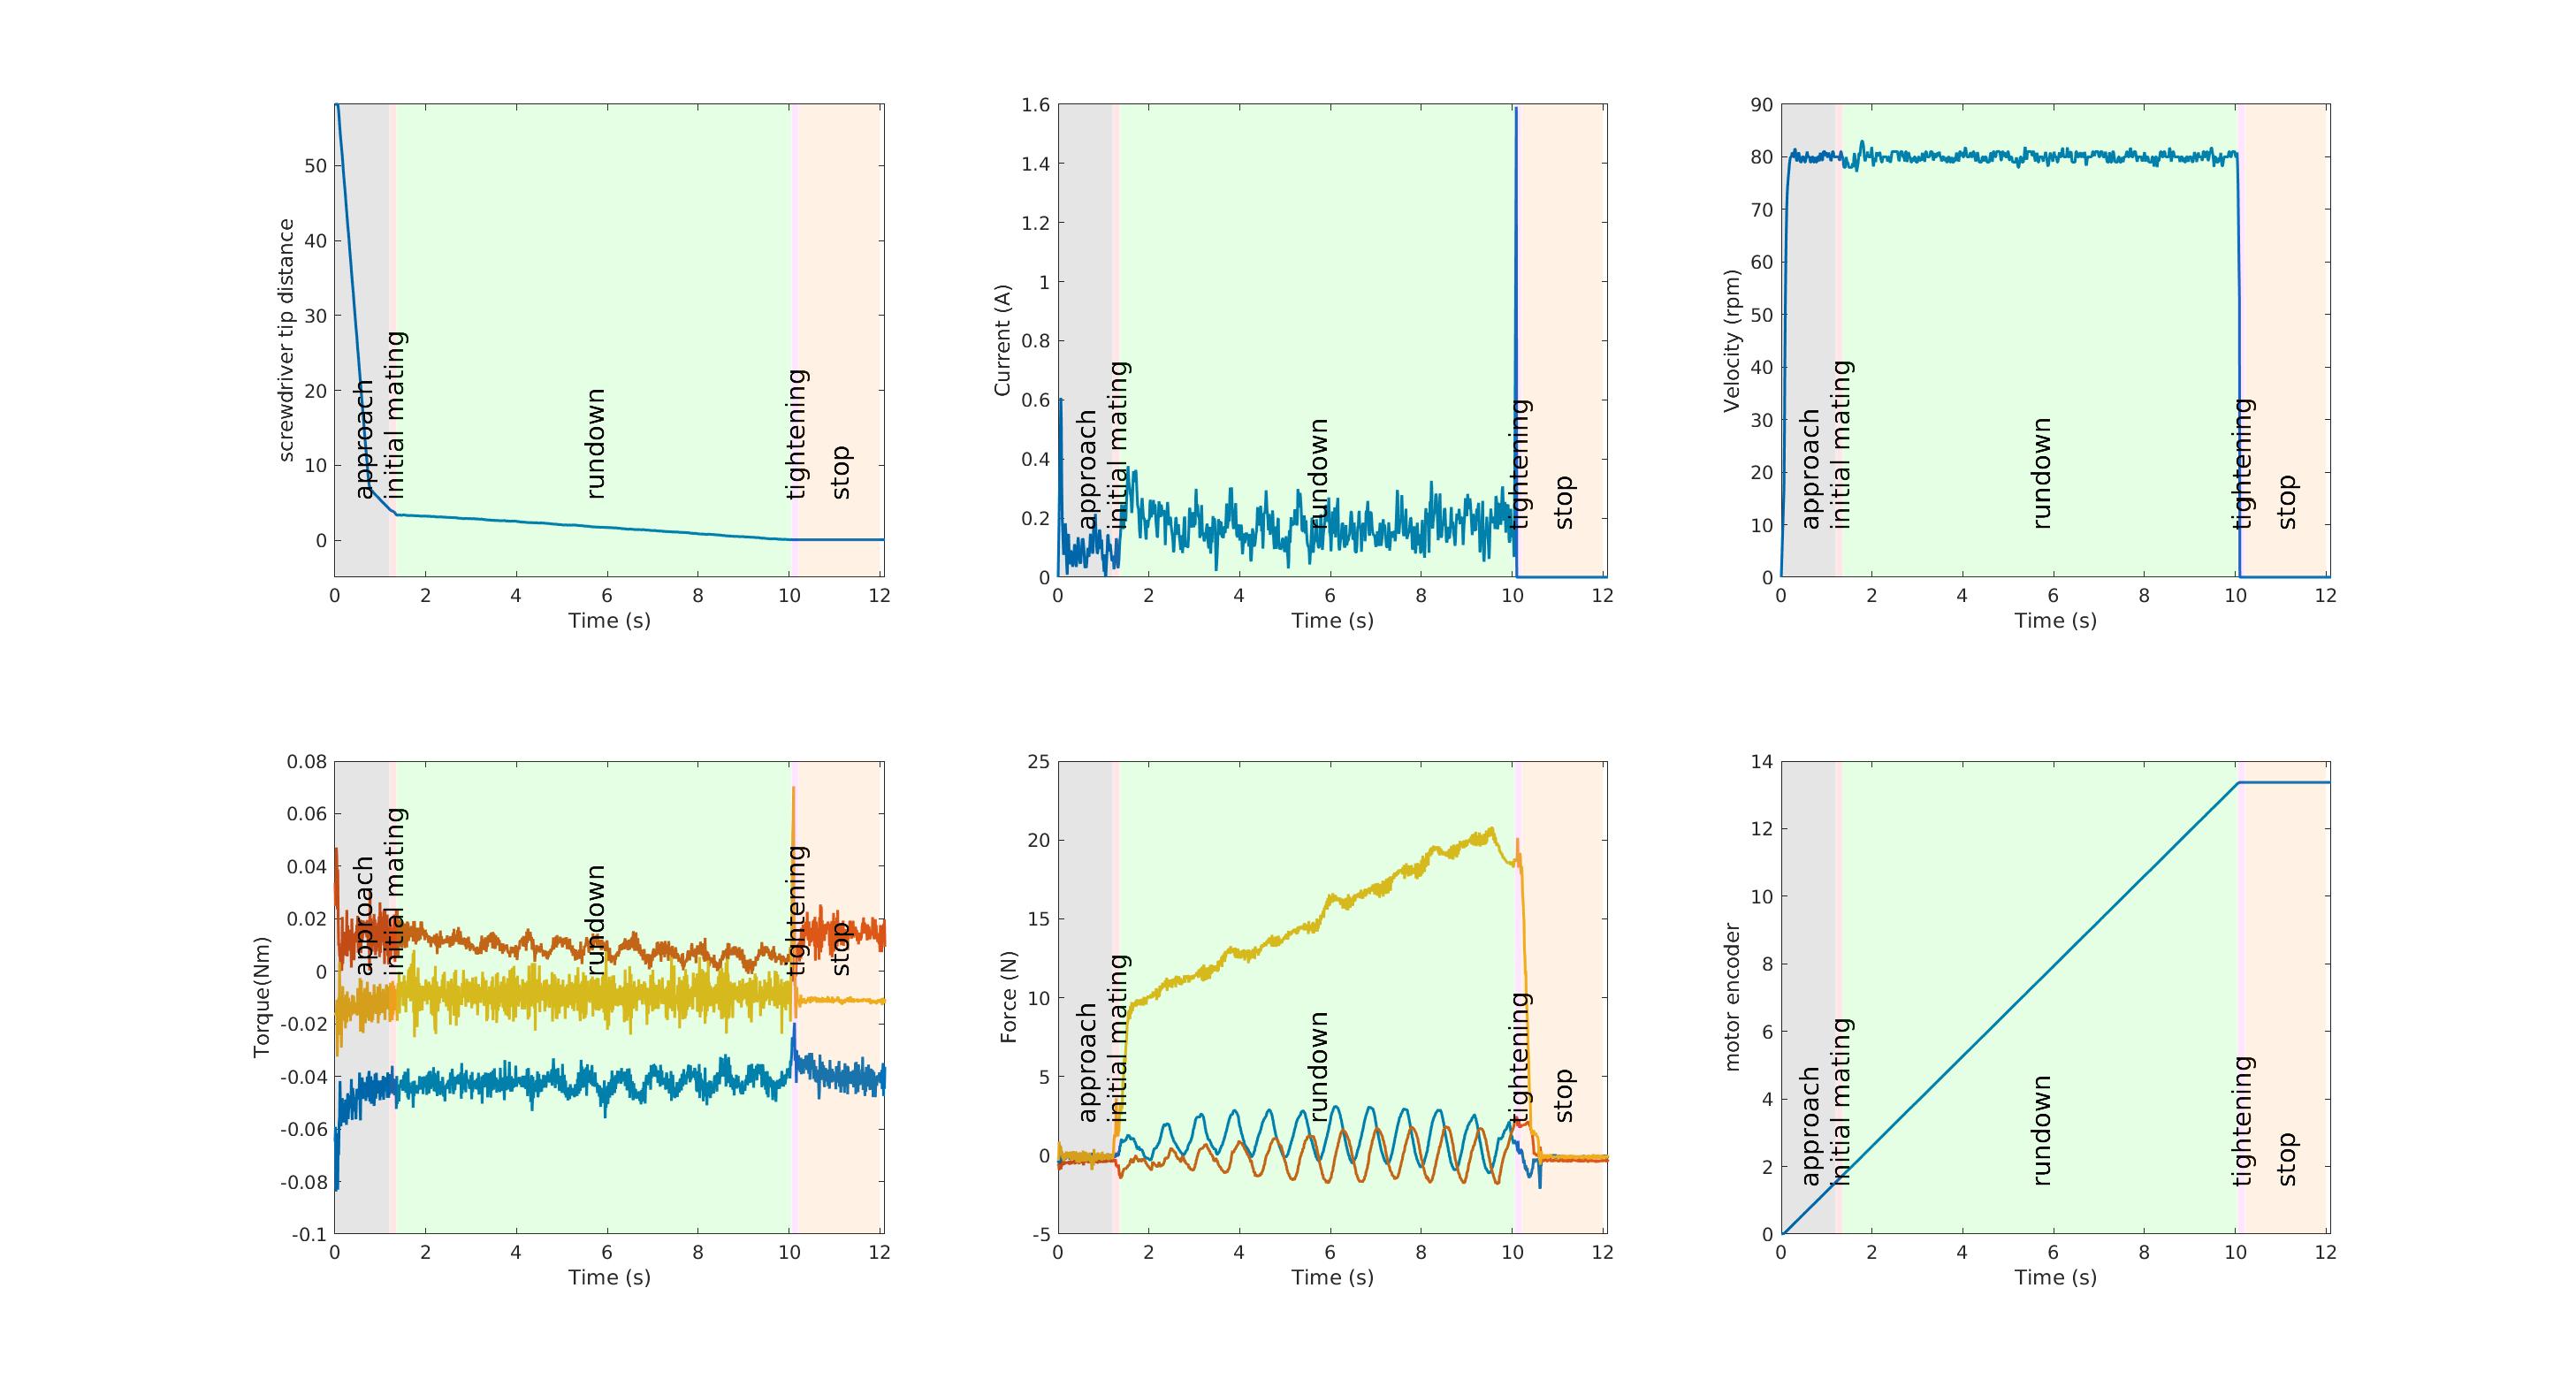 screwdriver tip distance
50
40
30
20
10
0
approach
initial mating
rundown
tightening
stop
0 2 4 6 8 10 12
Time (s)
Current (A)
1.6
1.4
1.2
1
0.8
0.6
0.4
0.2
0
approach
initial mating
rundown
tightening
stop
0 2 4 6 8 10 12
Time (s)
Velocity (rpm)
90
80
70
60
50
40
30
20
10
0
approach
initial mating
rundown
tightening
stop
0 2 4 6 8 10 12
Time (s)
Torque(Nm)
0.08
0.06
0.04
0.02
0
-0.02
-0.04
-0.06
-0.08
-0.1
approach
initial mating
rundown
tightening
stop
0 2 4 6 8 10 12
Time (s)
Force (N)
25
20
15
10
5
0
-5
approach
initial mating
rundown
tightening
stop
0 2 4 6 8 10 12
Time (s)
motor encoder
14
12
10
8
6
4
2
0
approach
initial mating
rundown
tightening
stop
0 2 4 6 8 10 12
Time (s)